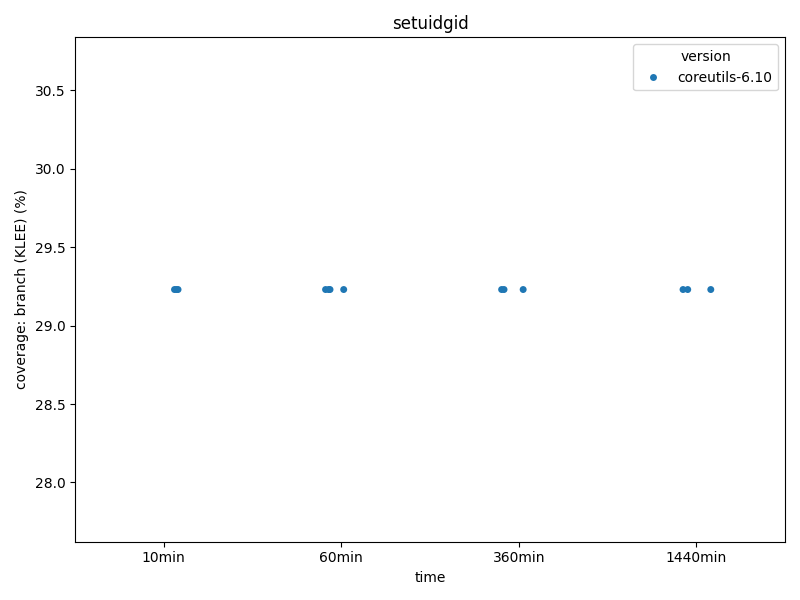 setuidgid
version
coreutils-6.10
30.5
30.0
29.5
29.0
28.5
28.0
coverage: branch (KLEE) (%)
10min
60min
360min
1440min
time